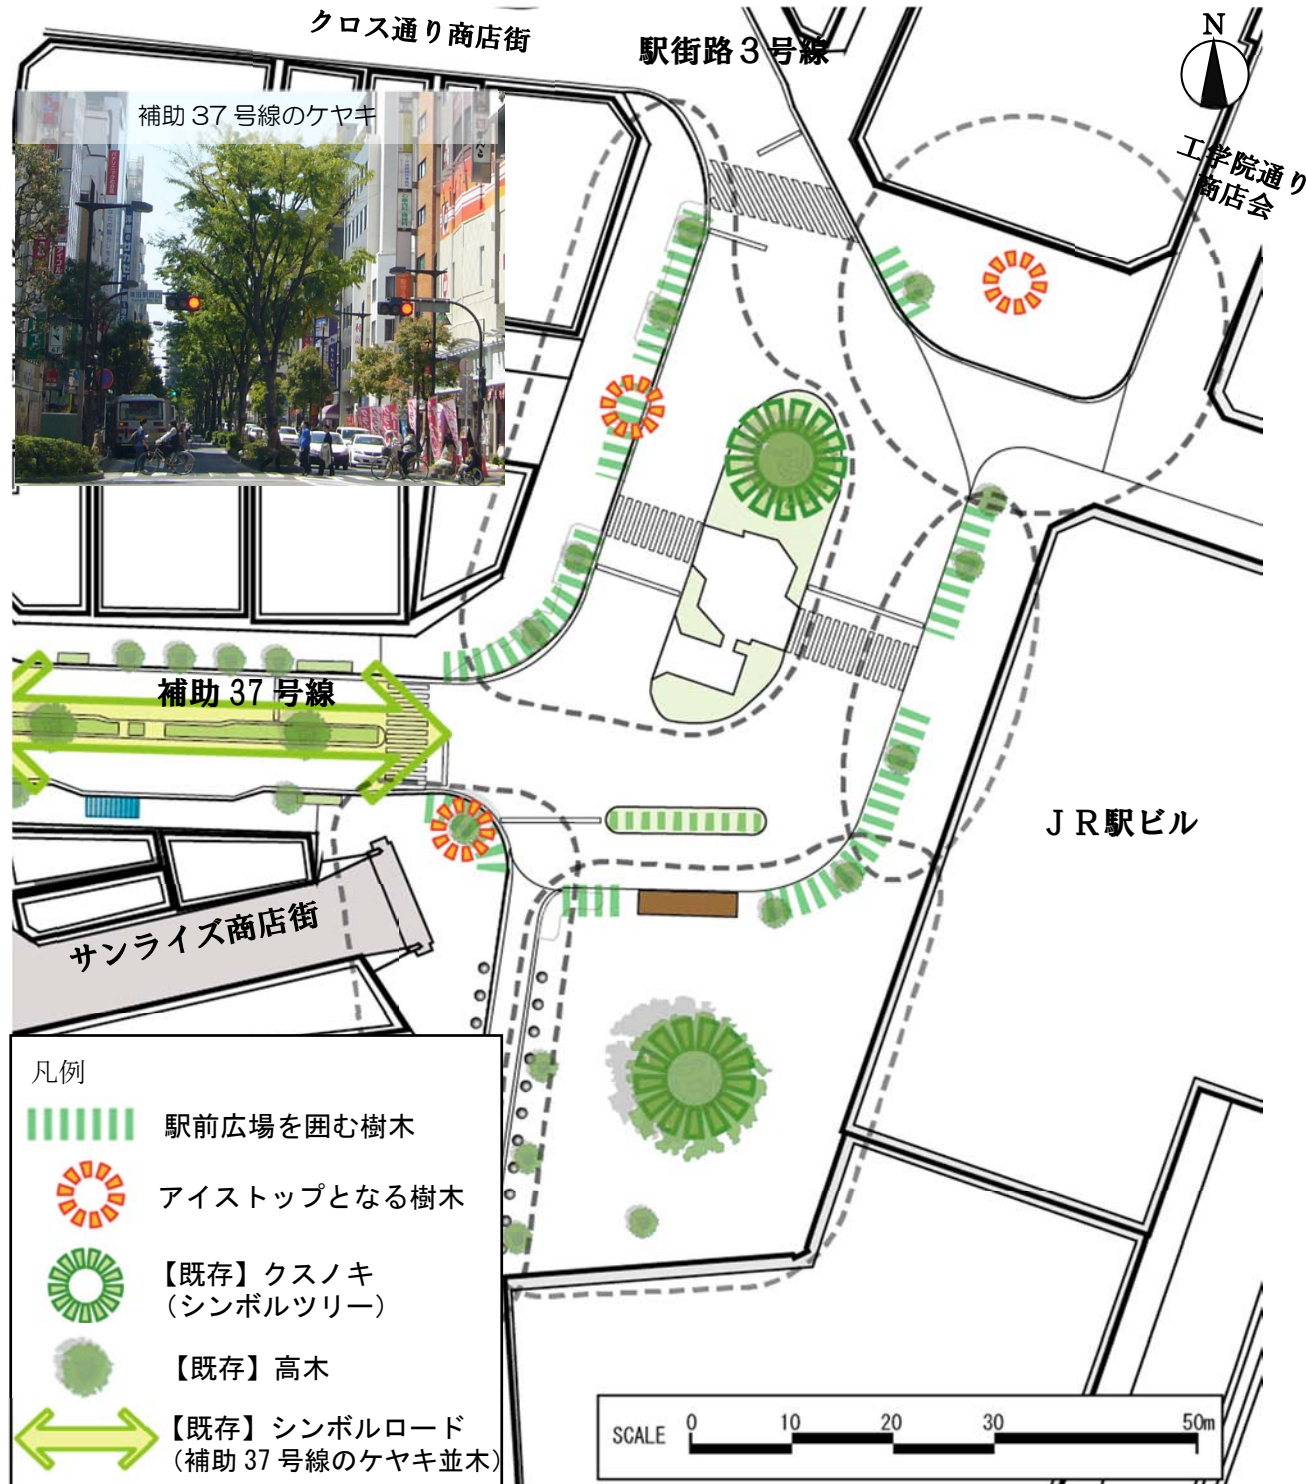 クロス通り商店街
駅街路３号線
N
補助 37 号線のケヤキ
工学院通り
商店会
補助 37 号線
ＪＲ駅ビル
サンライズ商店街
凡例
駅前広場を囲む樹木
アイストップとなる樹木
【既存】クスノキ
（シンボルツリー）
【既存】高木
【既存】シンボルロード
（補助 37 号線のケヤキ並木）
SCALE 0 10 20 30 50m